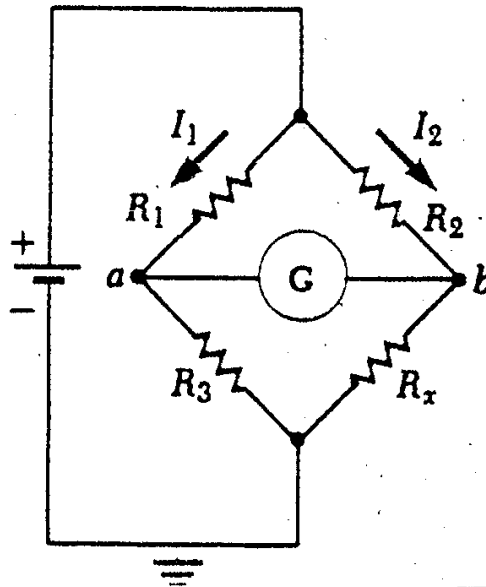 I₁ I₂
R₁ R₂
+
a G b
−
R₃ Rₓ